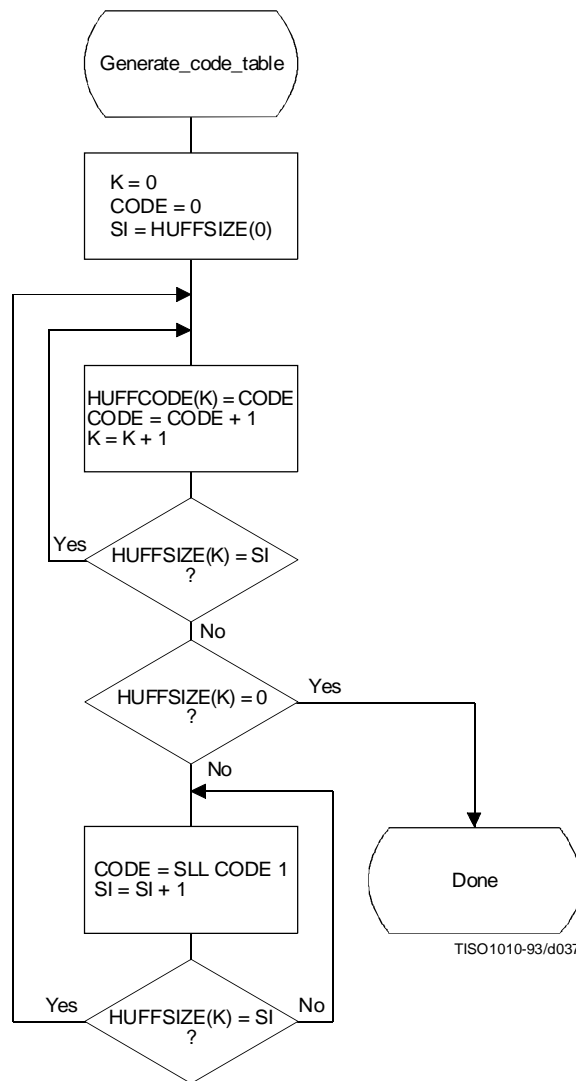 Generate_code_table
K = 0
CODE = 0
SI = HUFFSIZE(0)
HUFFCODE(K) = CODE
CODE = CODE + 1
K = K + 1
Yes
HUFFSIZE(K) = SI
?
No
HUFFSIZE(K) = 0
?
Yes
No
CODE = SLL CODE 1
SI = SI + 1
Done
TISO1010-93/d037
Yes
HUFFSIZE(K) = SI
?
No